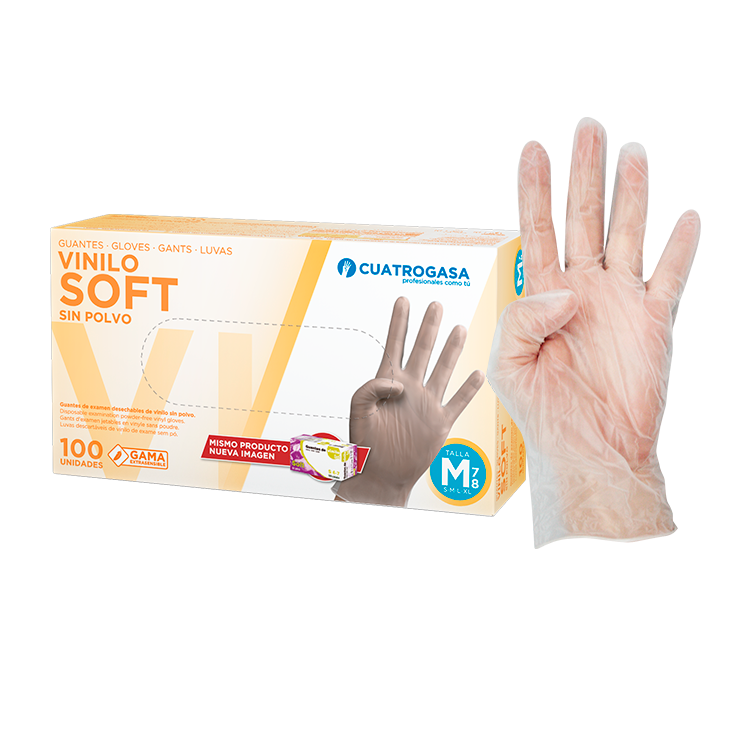 GUANTES · GLOVES · GANTS · LUVAS
VINILO
SOFT
SIN POLVO
CUATROGASA
profesionales como tú
VI
Guantes de examen desechables de vinilo sin polvo.
Disposable examination powder-free vinyl gloves.
Gants d'examen jetables en vinyle sans poudre.
Luvas descartáveis de vinilo de exame sem pó.
100
UNIDADES
GAMA
EXTRASENSIBLE
MISMO PRODUCTO
NUEVA IMAGEN
TALLA
M 7
8
S M L XL
M
SOFT